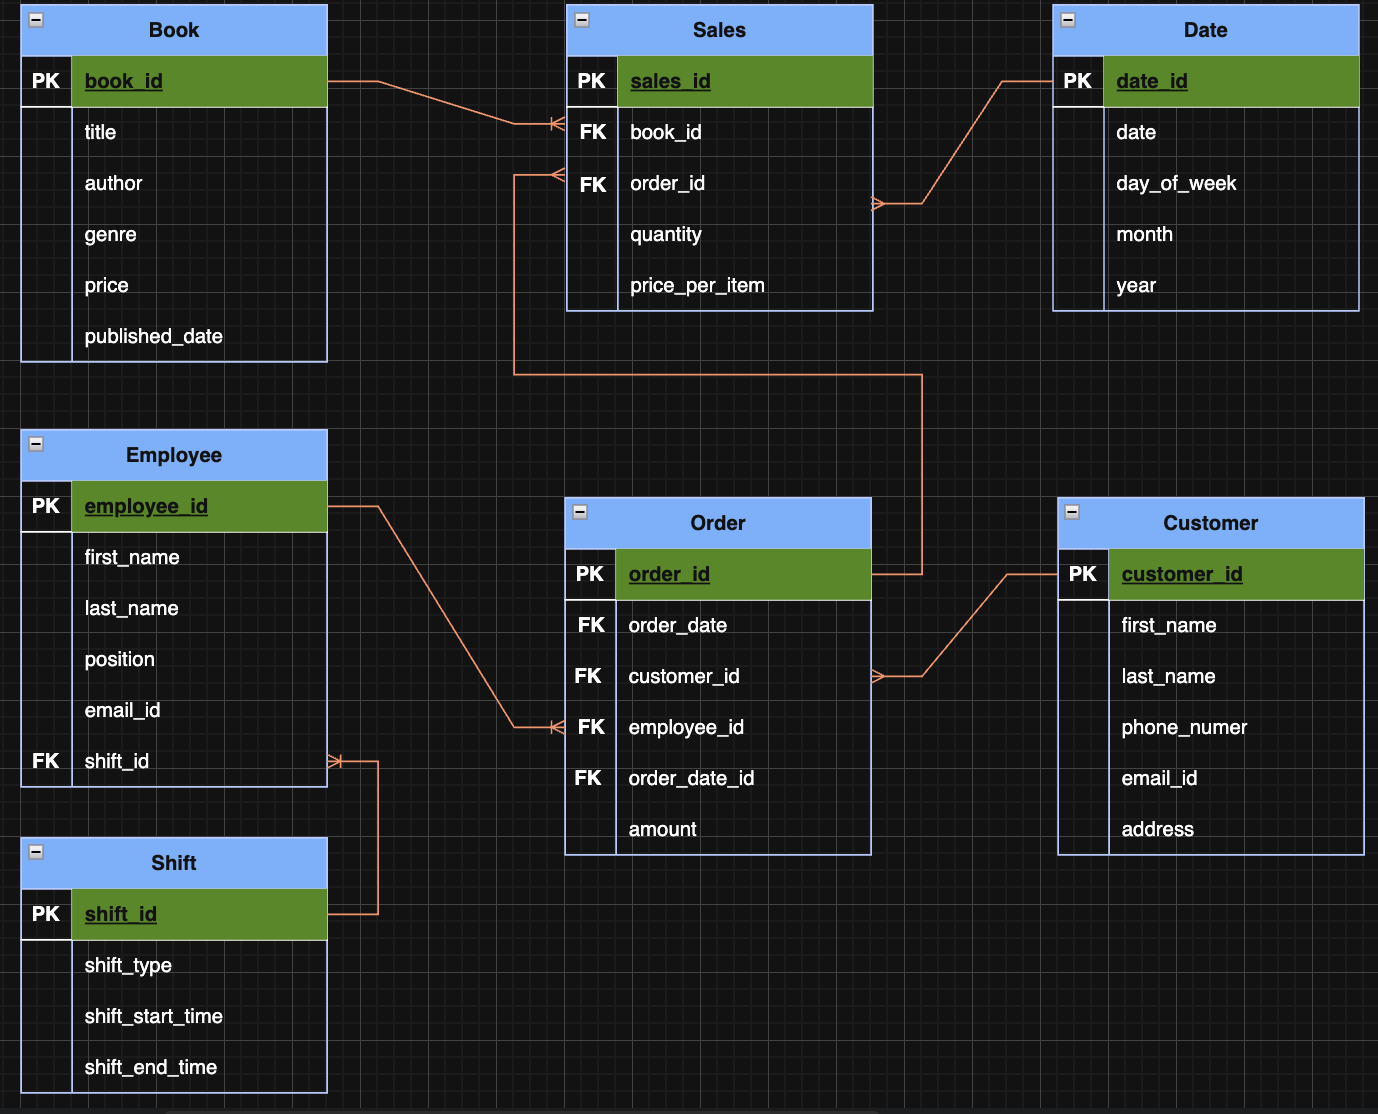 Book
PK book_id
title
author
genre
price
published_date
Sales
PK sales_id
FK book_id
FK order_id
quantity
price_per_item
Date
PK date_id
date
day_of_week
month
year
Employee
PK employee_id
first_name
last_name
position
email_id
FK shift_id
Order
PK order_id
FK order_date
FK customer_id
FK employee_id
FK order_date_id
amount
Customer
PK customer_id
first_name
last_name
phone_numer
email_id
address
Shift
PK shift_id
shift_type
shift_start_time
shift_end_time